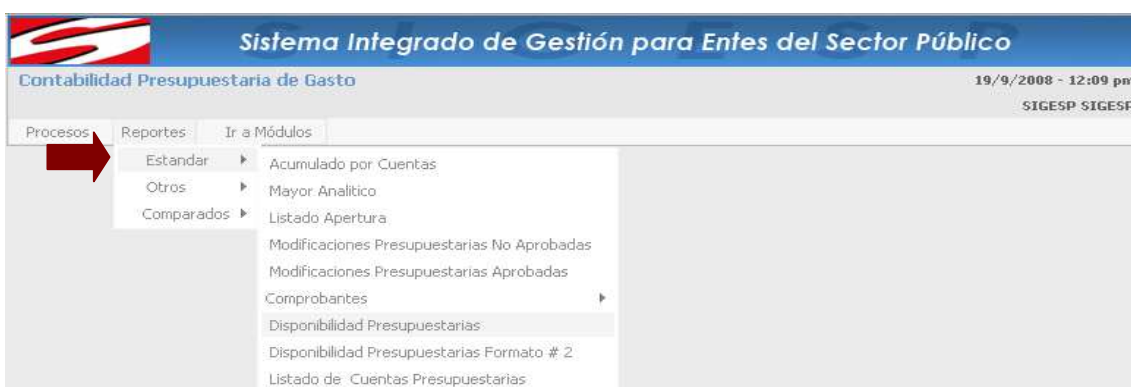 Sistema Integrado de Gestión para Entes del Sector Público
Contabilidad Presupuestaria de Gasto
19/9/2008 - 12:09 pm
SIGESP SIGESP
Procesos Reportes Ir a Módulos
Estandar
Otros
Comparados
Acumulado por Cuentas
Mayor Analitico
Listado Apertura
Modificaciones Presupuestarias No Aprobadas
Modificaciones Presupuestarias Aprobadas
Comprobantes
Disponibilidad Presupuestarias
Disponibilidad Presupuestarias Formato # 2
Listado de Cuentas Presupuestarias